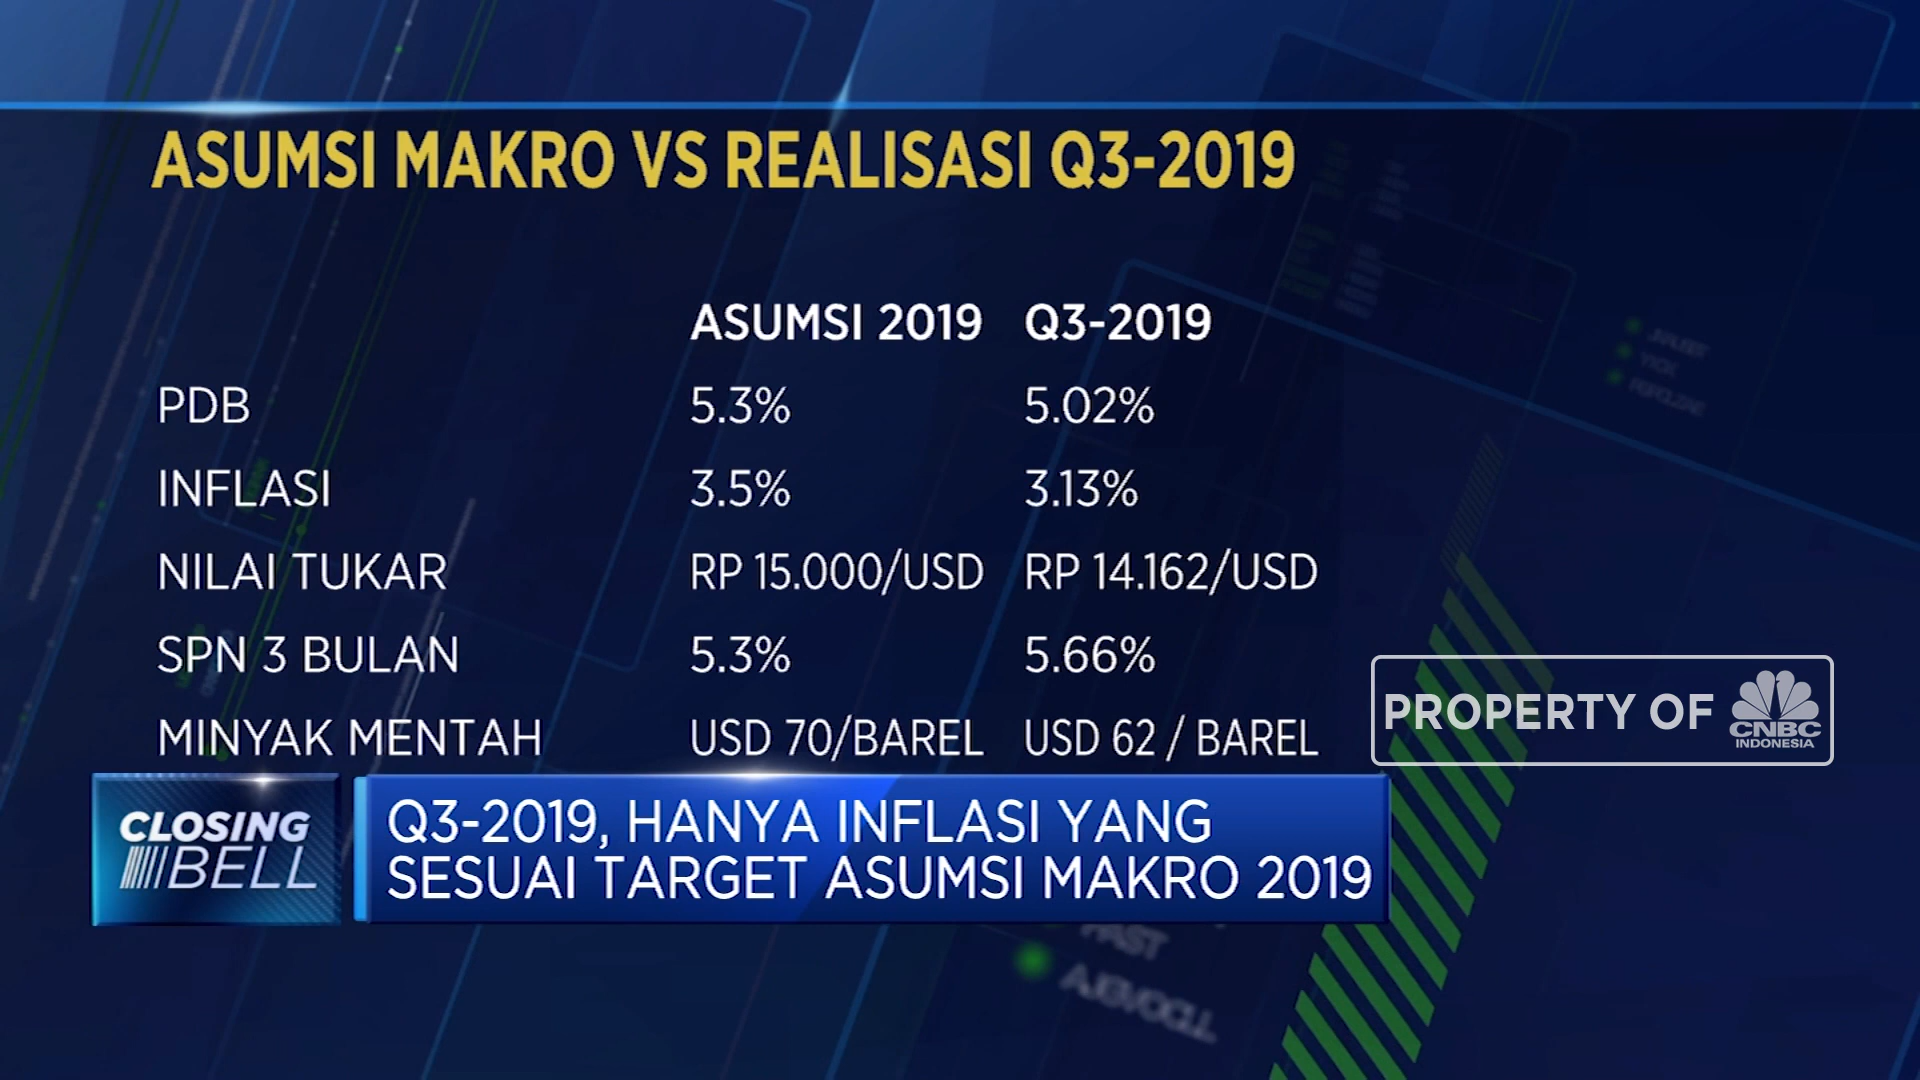 ASUMSI MAKRO VS REALISASI Q3-2019
ASUMSI 2019 Q3-2019
PDB 5.3% 5.02%
INFLASI 3.5% 3.13%
NILAI TUKAR RP 15.000/USD RP 14.162/USD
SPN 3 BULAN 5.3% 5.66%
MINYAK MENTAH USD 70/BAREL USD 62 / BAREL
PROPERTY OF CNBC
INDONESIA
CLOSING
BELL
Q3-2019, HANYA INFLASI YANG
SESUAI TARGET ASUMSI MAKRO 2019